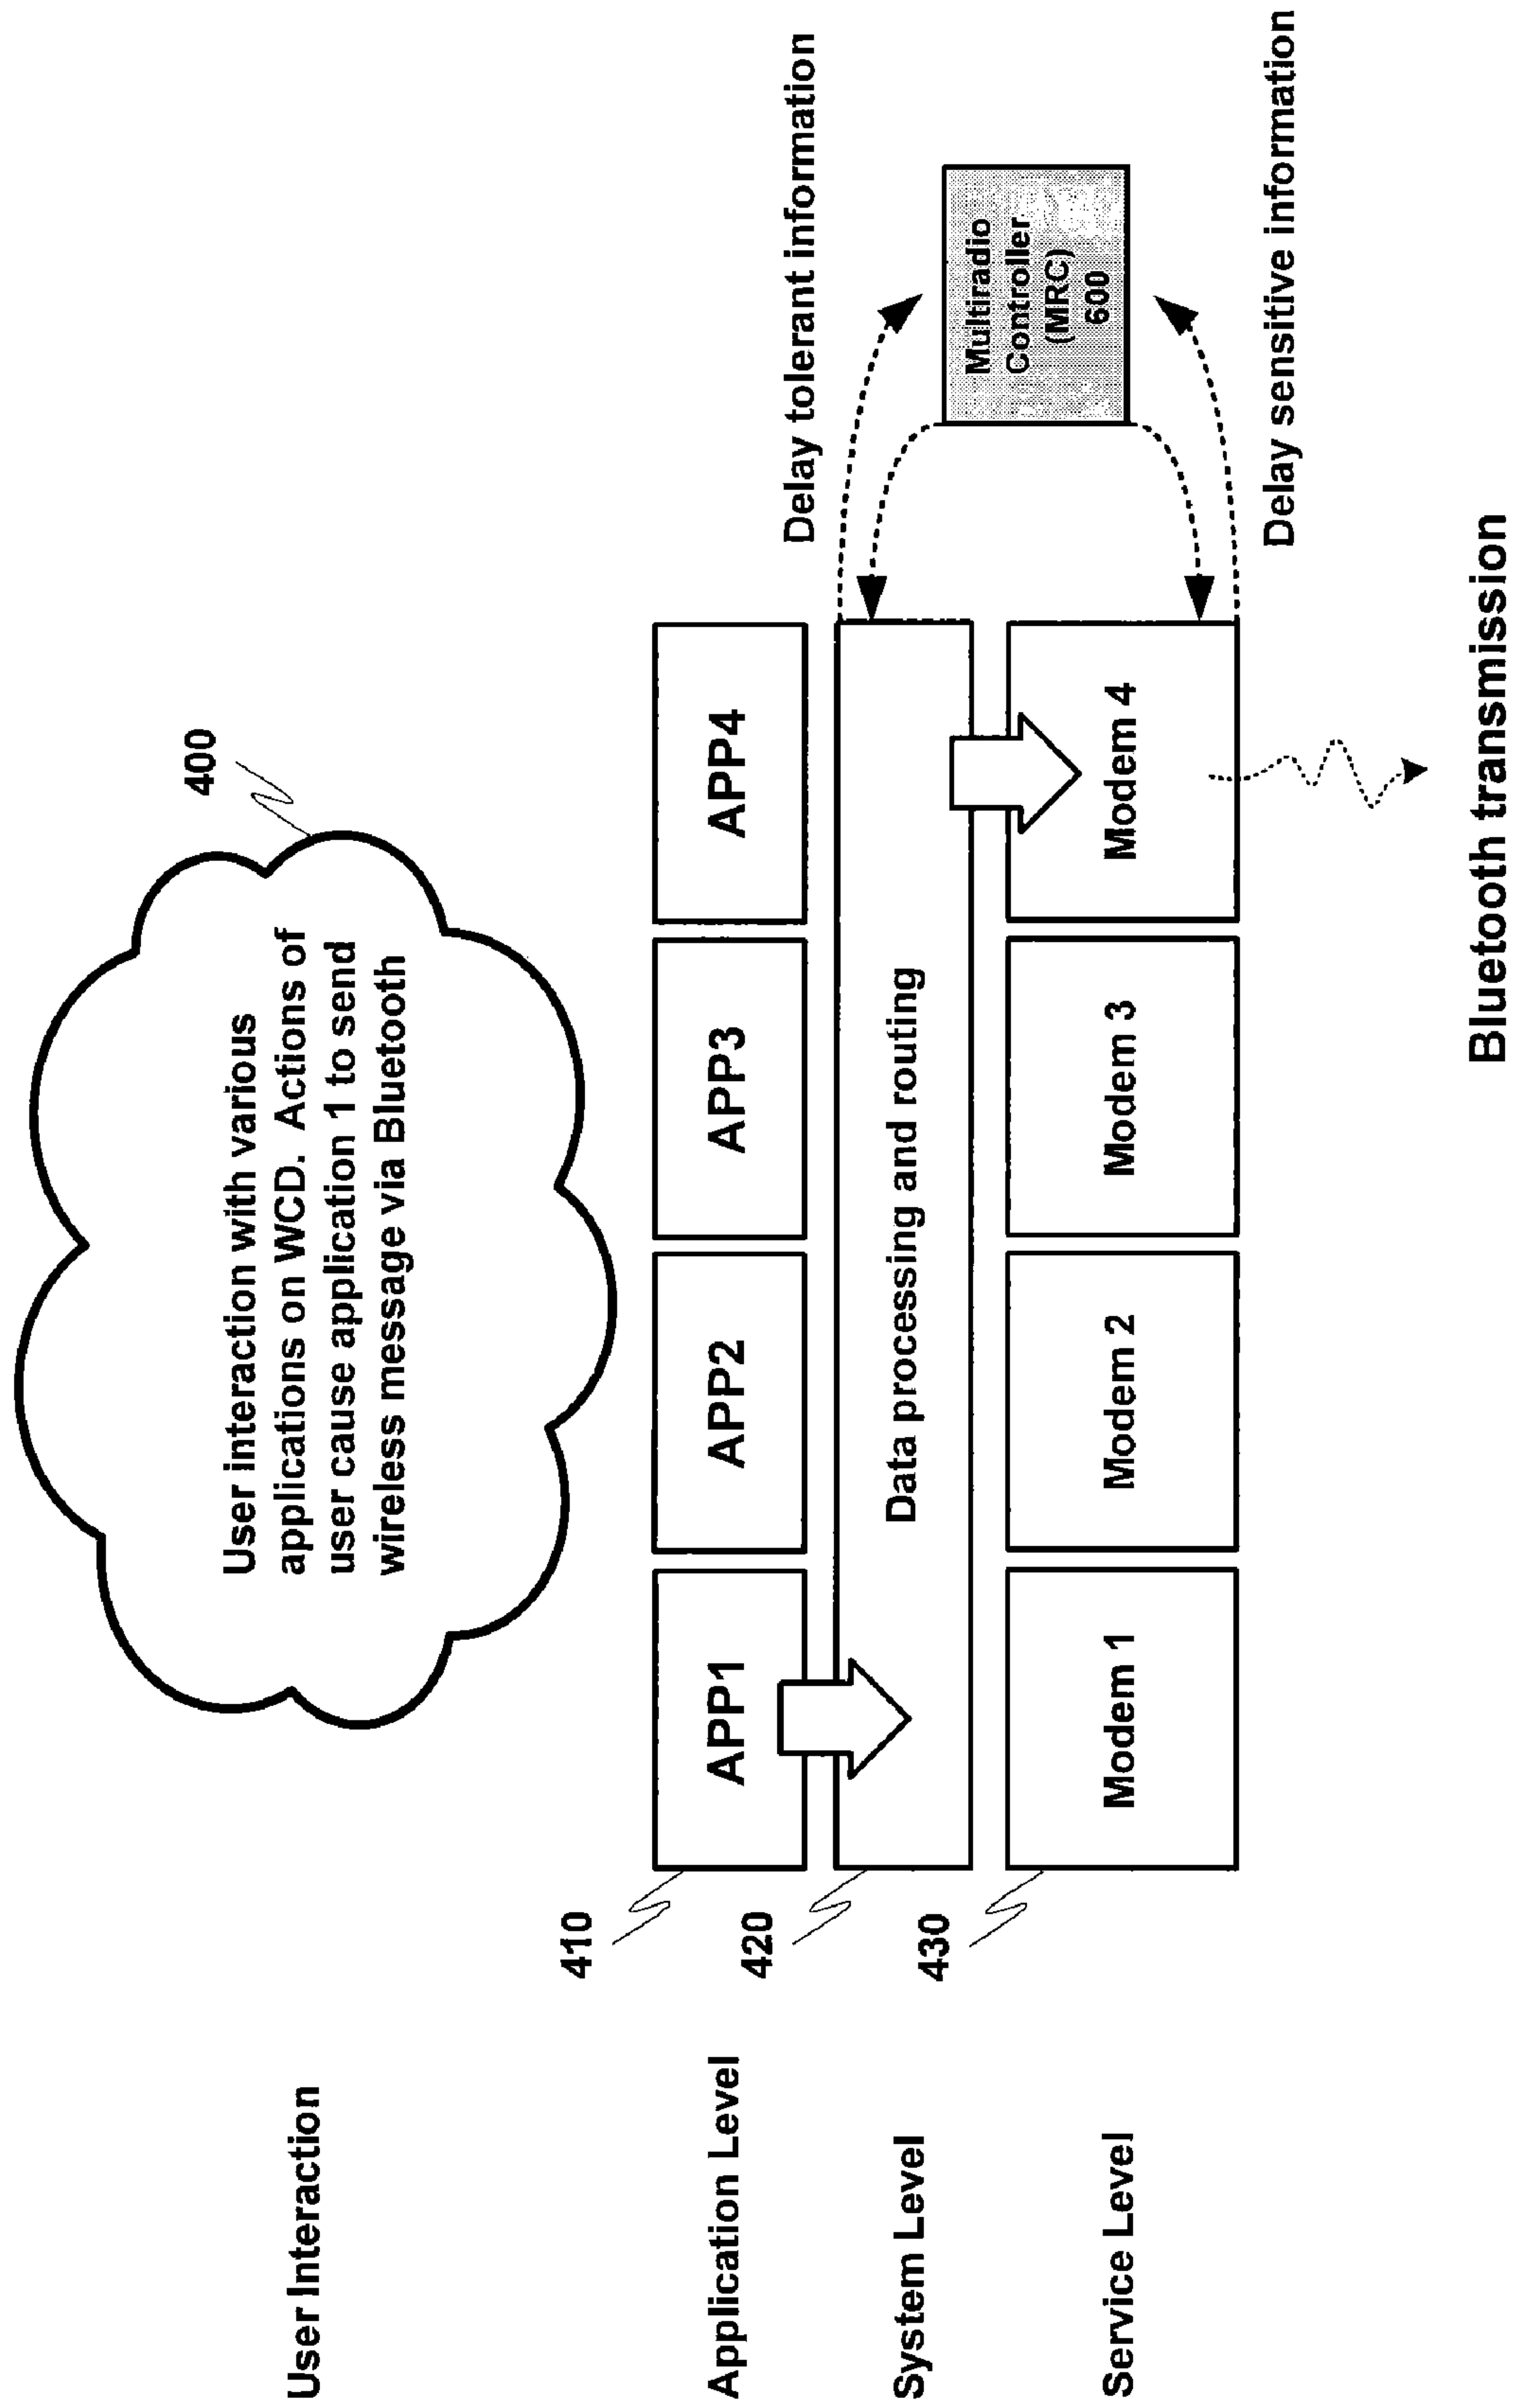 400
User Interaction
User interaction with various
applications on WCD. Actions of
user cause application 1 to send
wireless message via Bluetooth
410
Application Level
APP1
APP2
APP3
APP4
Delay tolerant information
420
System Level
Data processing and routing
Multiradio
Controller
(MRC)
600
430
Service Level
Modem 1
Modem 2
Modem 3
Modem 4
Delay sensitive information
Bluetooth transmission